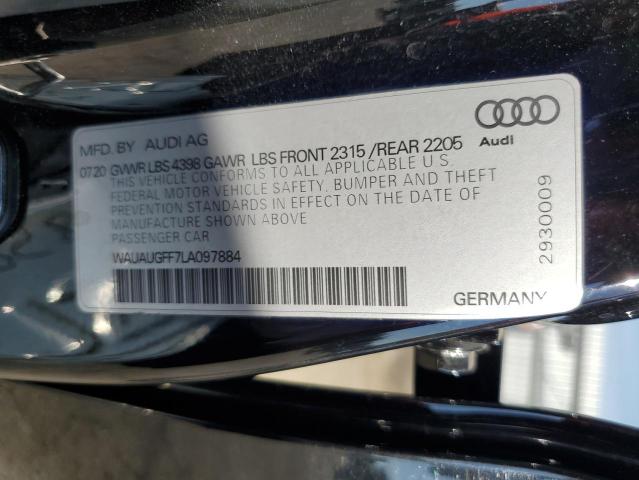 MFD. BY AUDI AG
Audi
0720 GVWR LBS 4398 GAWR LBS FRONT 2315 / REAR 2205
THIS VEHICLE CONFORMS TO ALL APPLICABLE U S.
FEDERAL MOTOR VEHICLE SAFETY, BUMPER AND THEFT
PREVENTION STANDARDS IN EFFECT ON THE DATE OF
MANUFACTURE SHOWN ABOVE
PASSENGER CAR
WAUAUGFF7LA097884
GERMANY
2930009